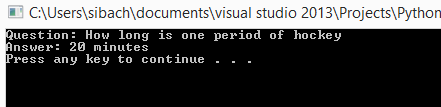 C:\Users\sibach\documents\visual studio 2013\Projects\Python
Question: How long is one period of hockey
Answer: 20 minutes
Press any key to continue . . .